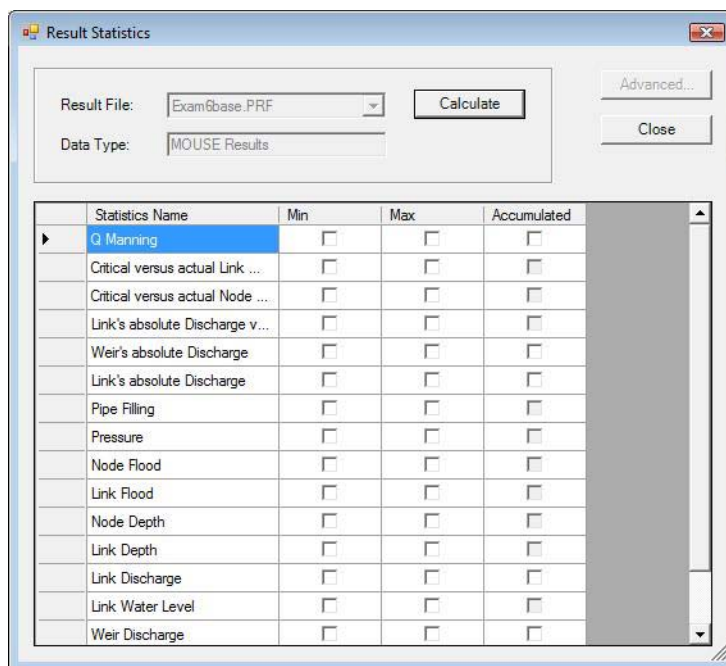 Result Statistics
Result File: Exam6base.PRF Calculate Advanced...
Data Type: MOUSE Results Close
Statistics Name Min Max Accumulated
Q Manning
Critical versus actual Link ...
Critical versus actual Node ...
Link's absolute Discharge v...
Weir's absolute Discharge
Link's absolute Discharge
Pipe Filling
Pressure
Node Flood
Link Flood
Node Depth
Link Depth
Link Discharge
Link Water Level
Weir Discharge